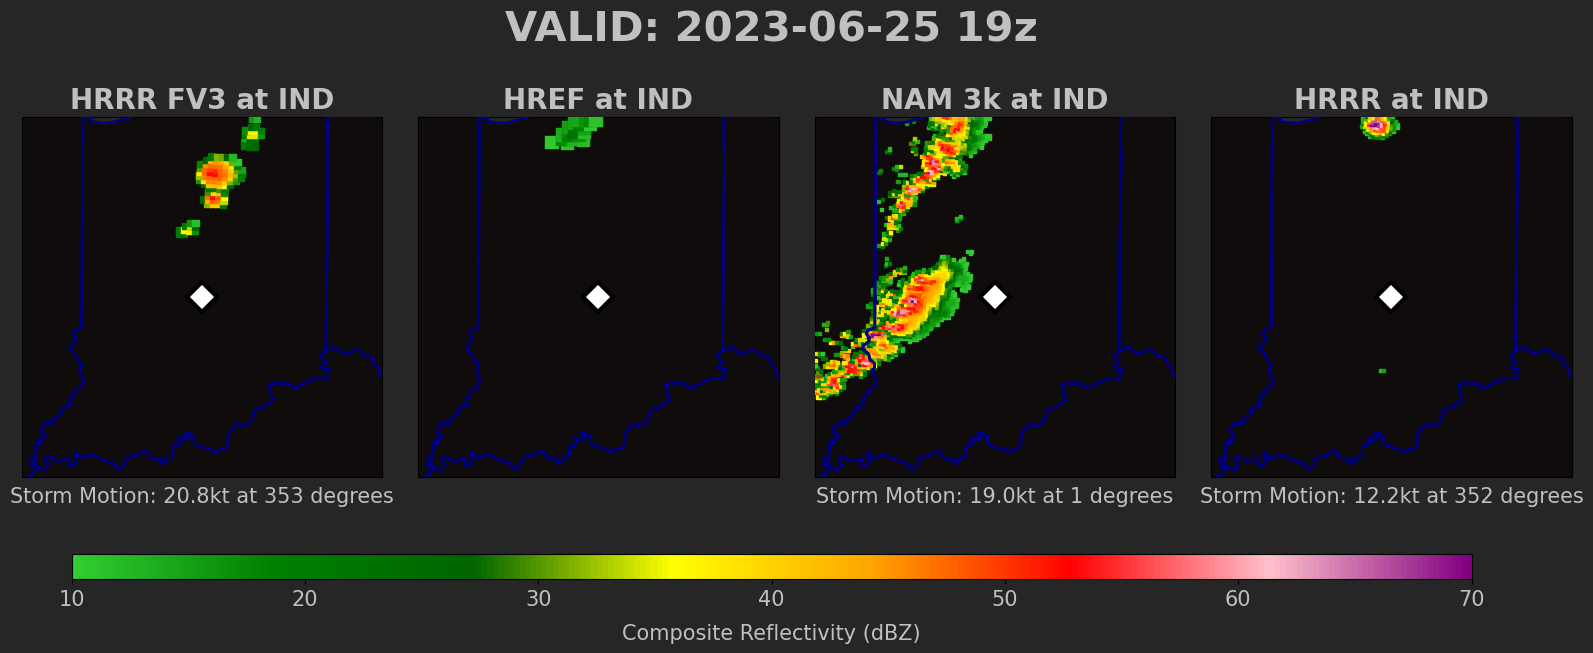 VALID: 2023-06-25 19z
HRRR FV3 at IND
HREF at IND
NAM 3k at IND
HRRR at IND
Storm Motion: 20.8kt at 353 degrees
Storm Motion: 19.0kt at 1 degrees
Storm Motion: 12.2kt at 352 degrees
10 20 30 40 50 60 70
Composite Reflectivity (dBZ)